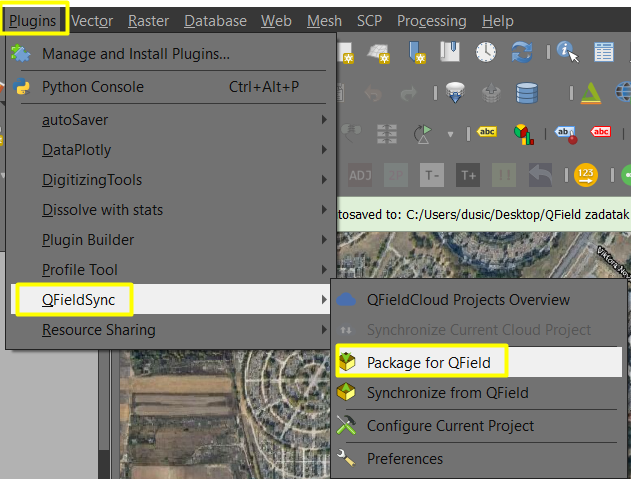 Plugins Vector Raster Database Web Mesh SCP Processing Help
Manage and Install Plugins...
Python Console Ctrl+Alt+P
autoSaver
DataPlotly
DigitizingTools
Dissolve with stats
Plugin Builder
Profile Tool
QFieldSync
Resource Sharing
abc ab abc
ADJ 2P T- T+ 11 123
tosaved to: C:/Users/dusic/Desktop/QField zadatak
QFieldCloud Projects Overview
Synchronize Current Cloud Project
Package for QField
Synchronize from QField
Configure Current Project
Preferences